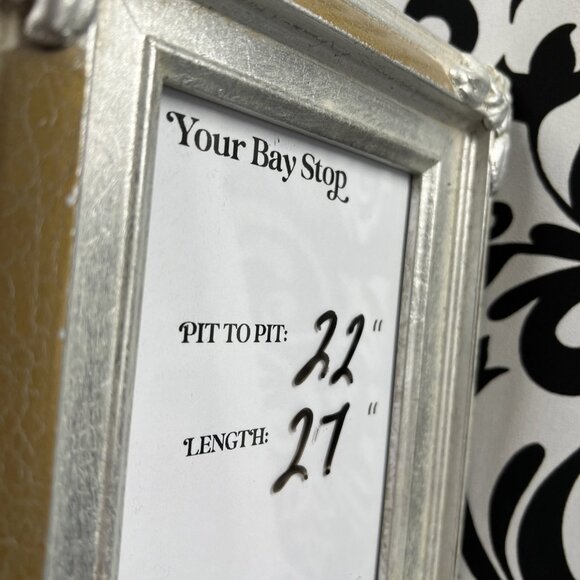 Your Bay Stop
PIT TO PIT: 22"
LENGTH: 27"